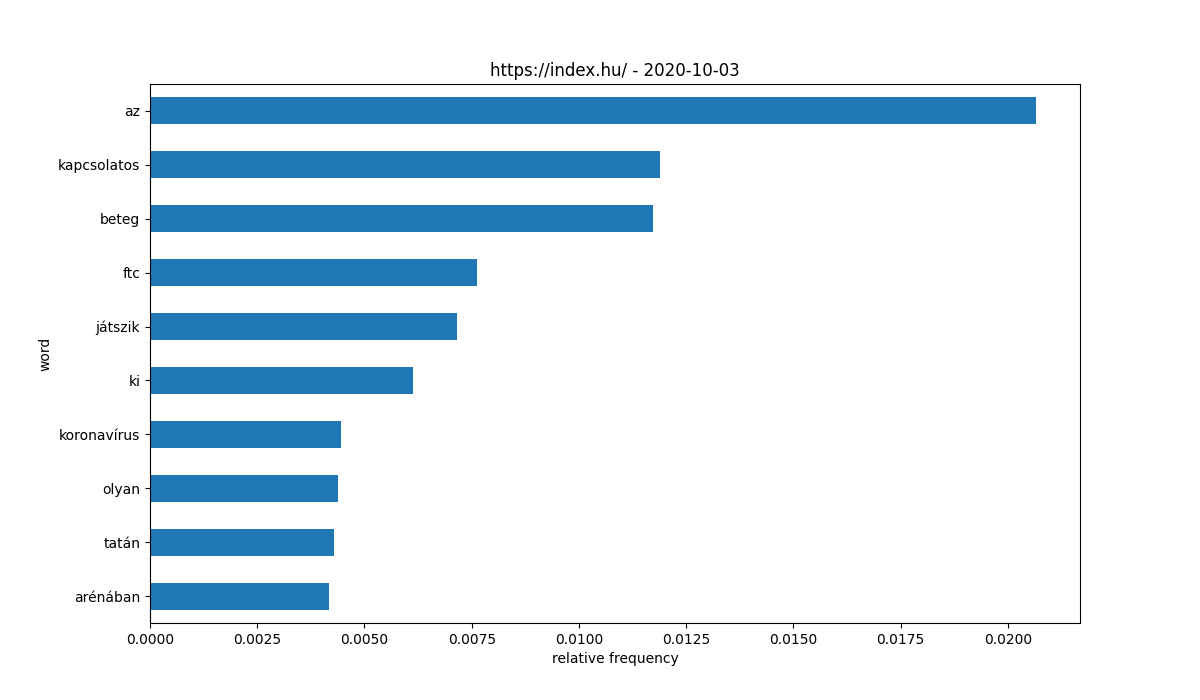 https://index.hu/ - 2020-10-03
az
kapcsolatos
beteg
ftc
játszik
ki
koronavírus
olyan
tatán
arénában
word
0.0000 0.0025 0.0050 0.0075 0.0100 0.0125 0.0150 0.0175 0.0200
relative frequency